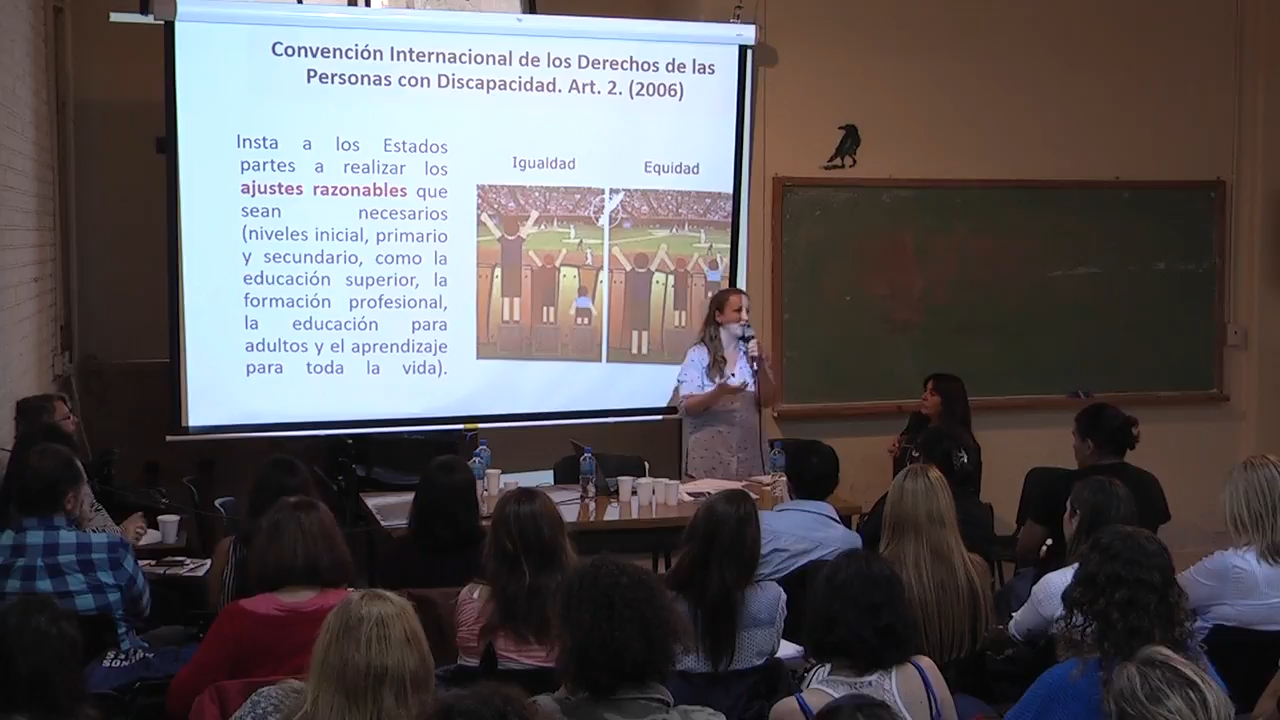 Convención Internacional de los Derechos de las
Personas con Discapacidad. Art. 2. (2006)
Insta a los Estados
partes a realizar los
ajustes razonables que
sean necesarios
(niveles inicial, primario
y secundario, como la
educación superior, la
formación profesional,
la educación para
adultos y el aprendizaje
para toda la vida).
Igualdad
Equidad